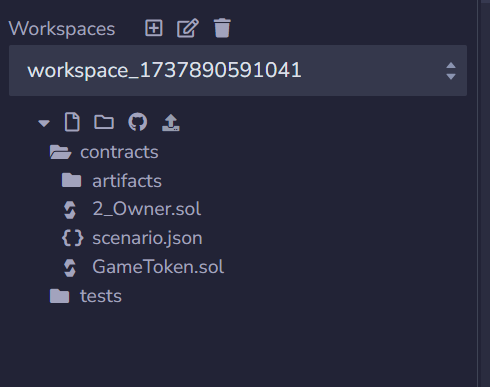 Workspaces
workspace_1737890591041
contracts
artifacts
2_Owner.sol
scenario.json
GameToken.sol
tests